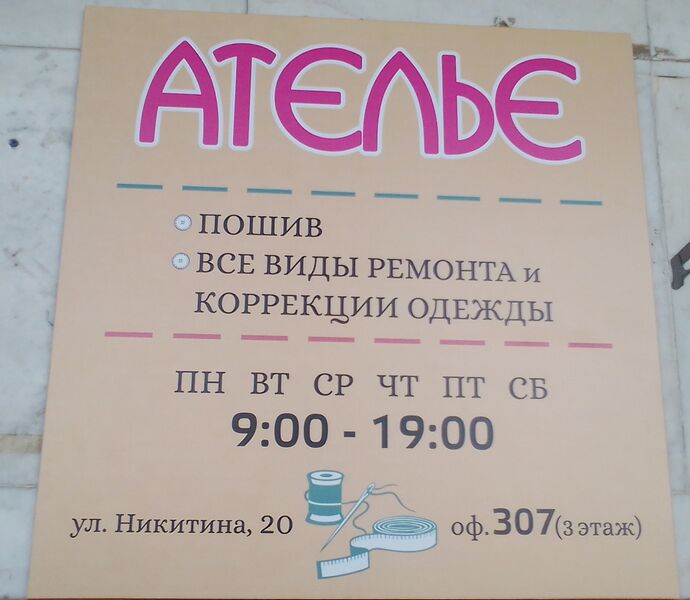 АТЕЛЬЕ
ПОШИВ
ВСЕ ВИДЫ РЕМОНТА и
КОРРЕКЦИИ ОДЕЖДЫ
ПН ВТ СР ЧТ ПТ СБ
9:00 - 19:00
ул. Никитина, 20 оф. 307 (3 этаж)